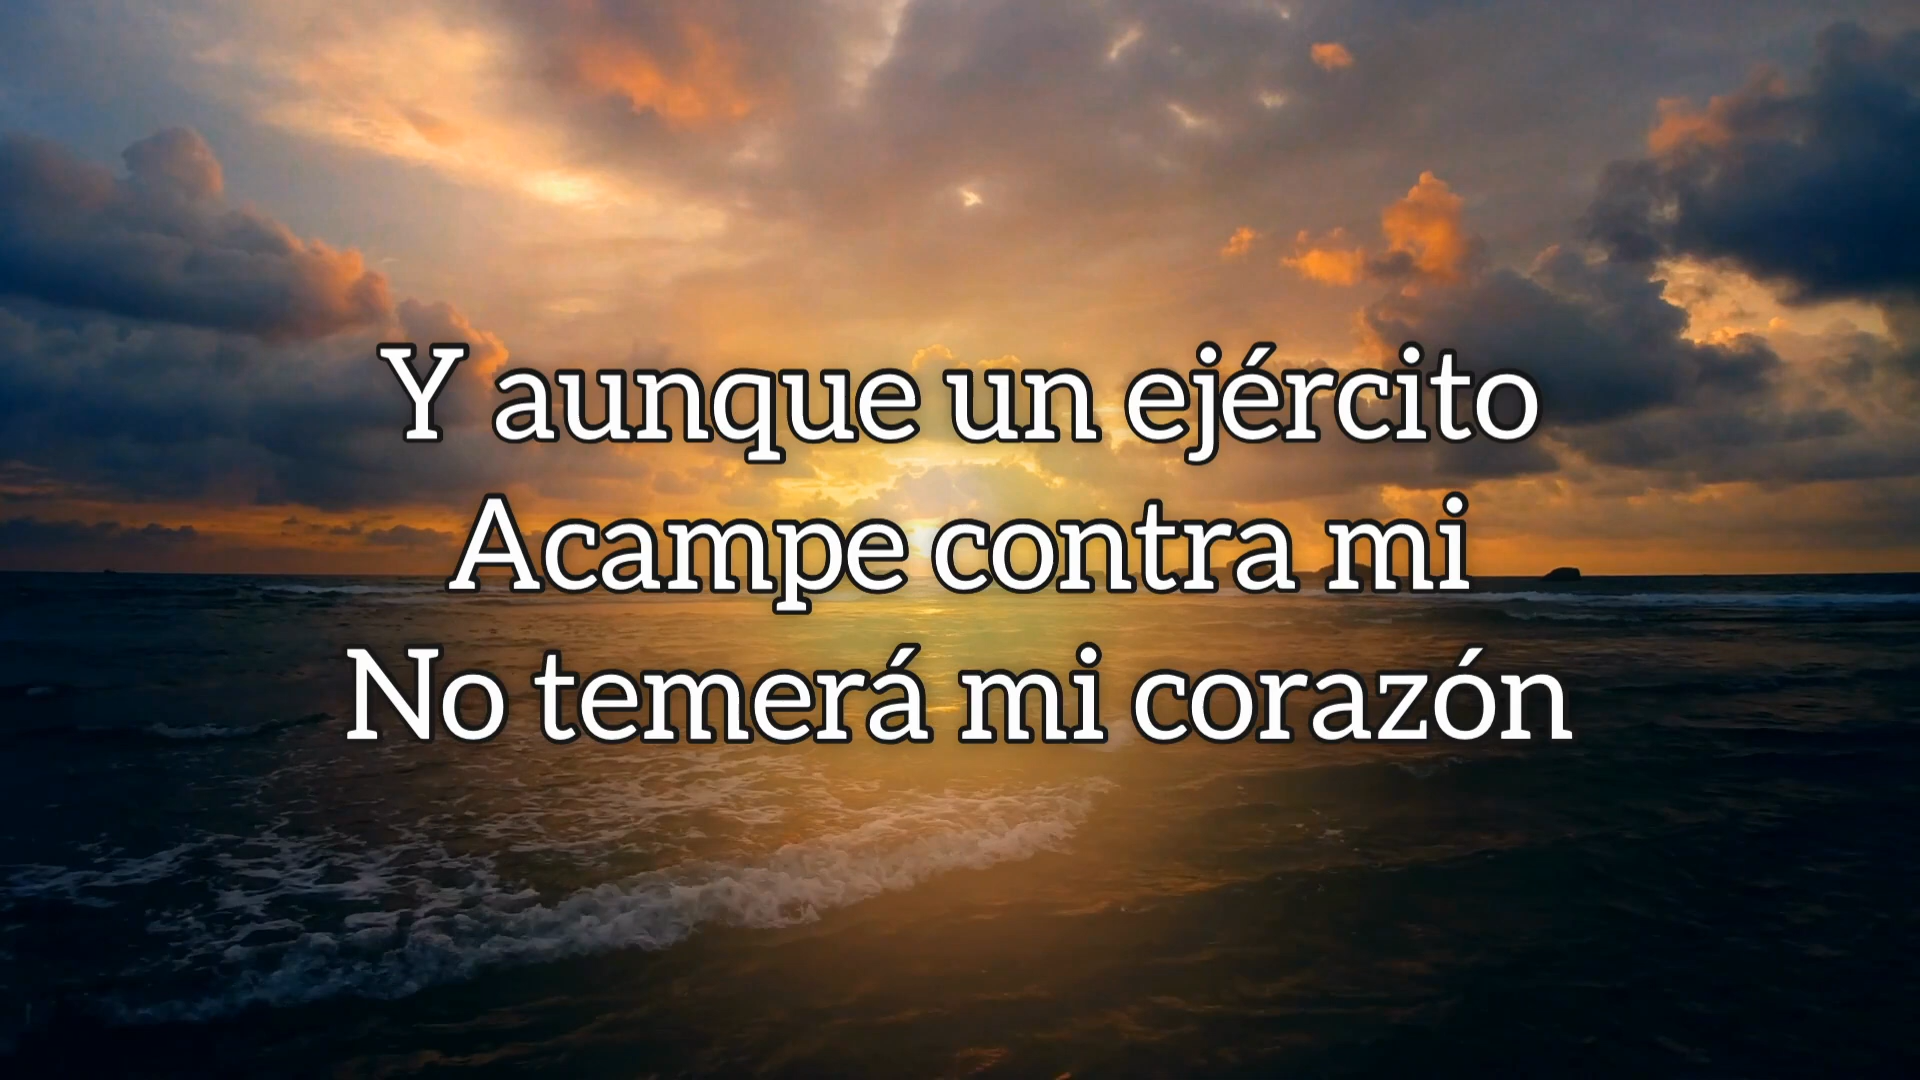 Y aunque un ejército
Acampe contra mi
No temerá mi corazón